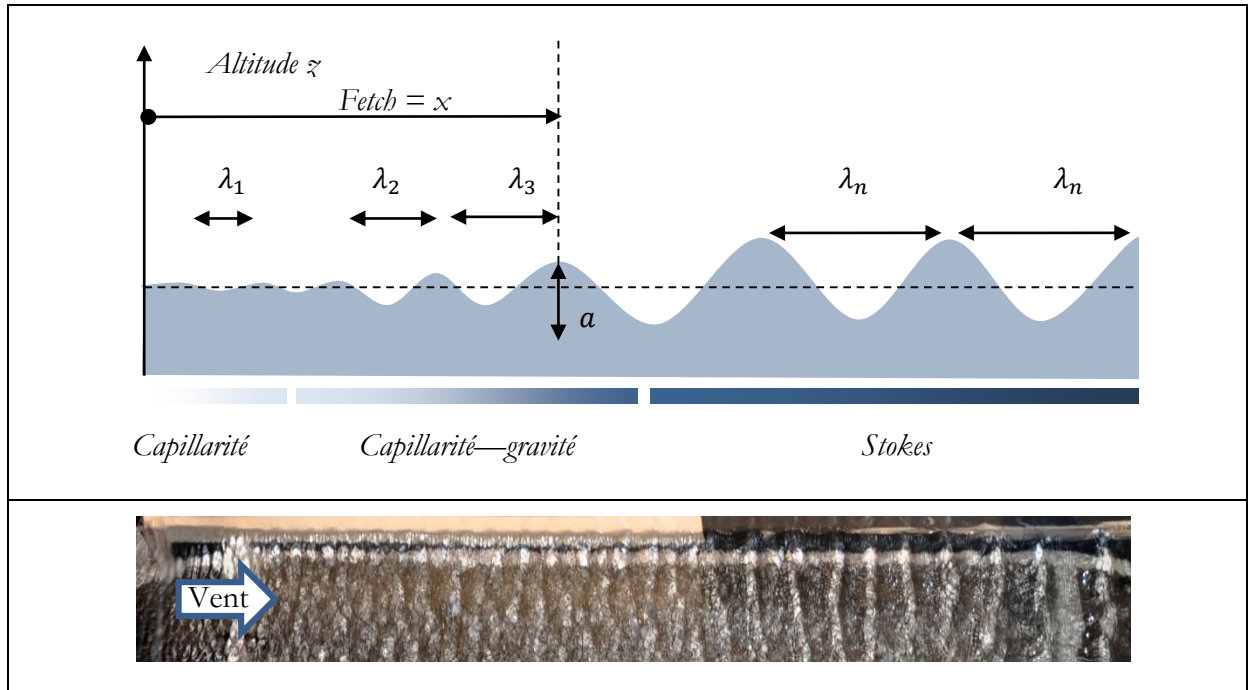 Altitude z
Fetch = x
λ₁ λ₂ λ₃ λₙ λₙ
a
Capillarité Capillarité—gravité Stokes
Vent